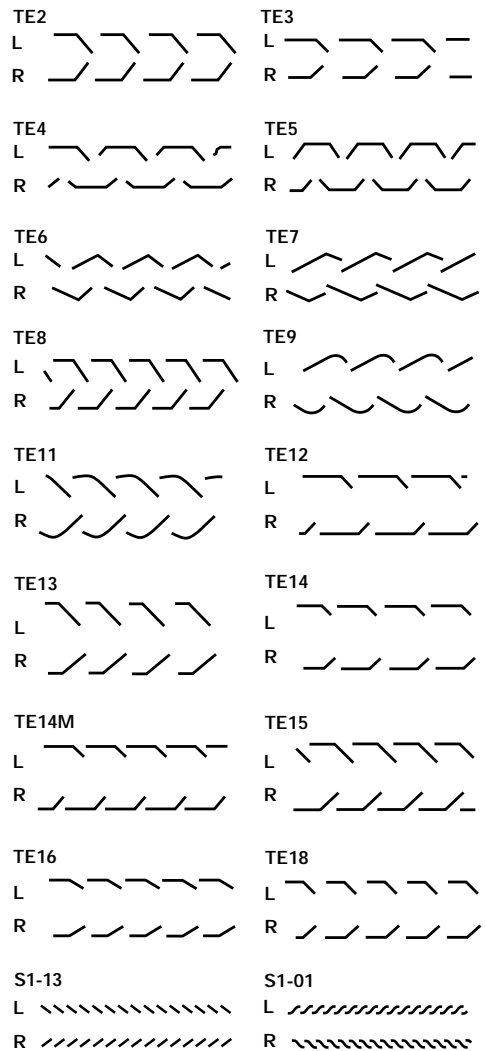 TE2 TE3
L L
R R
TE4 TE5
L L
R R
TE6 TE7
L L
R R
TE8 TE9
L L
R R
TE11 TE12
L L
R R
TE13 TE14
L L
R R
TE14M TE15
L L
R R
TE16 TE18
L L
R R
S1-13 S1-01
L L
R R